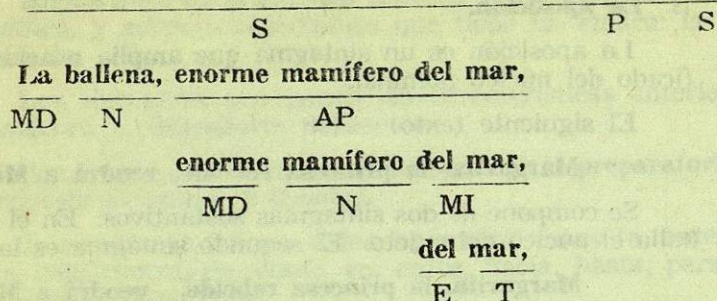 S P S
La ballena, enorme mamífero del mar,
MD N AP
enorme mamífero del mar,
MD N MI
del mar,
E T